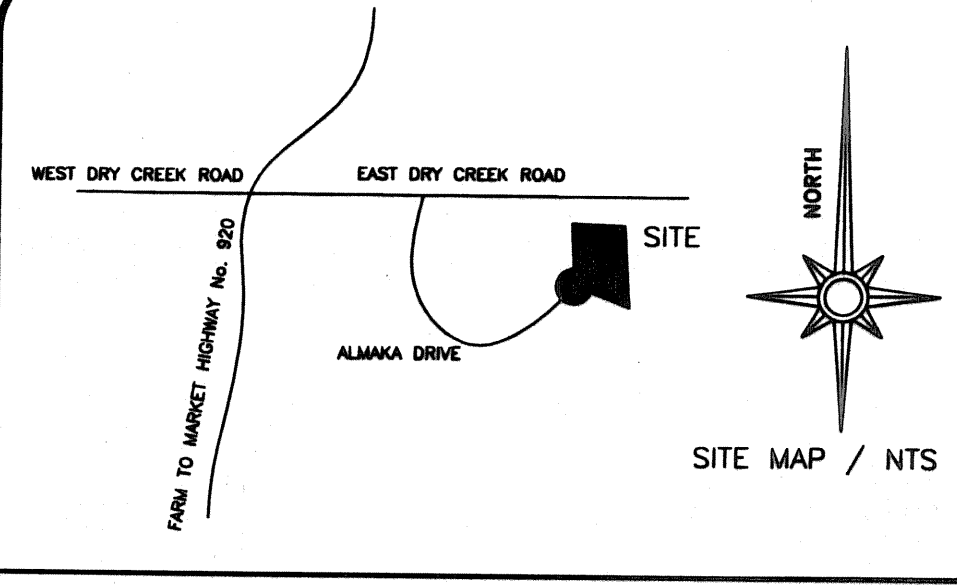 WEST DRY CREEK ROAD
EAST DRY CREEK ROAD
NORTH
SITE
FARM TO MARKET HIGHWAY No. 920
ALMAKA DRIVE
SITE MAP / NTS